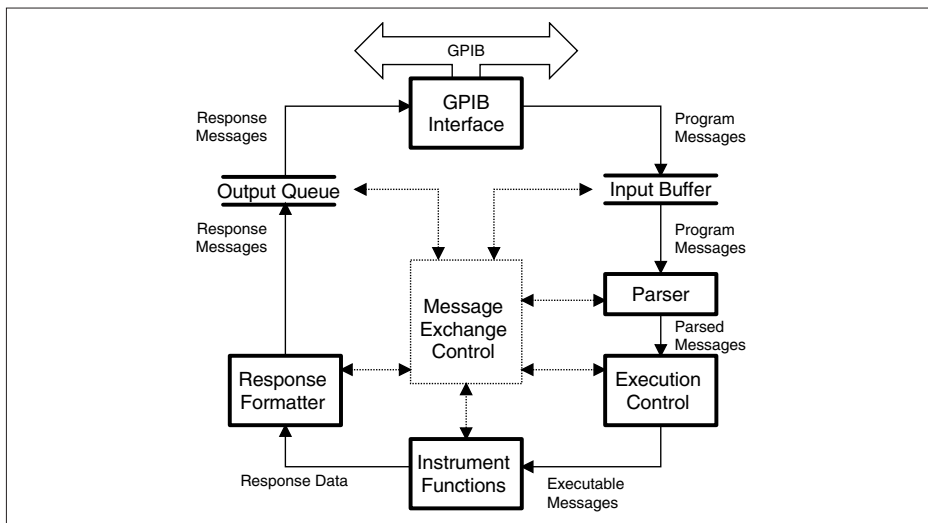 GPIB
GPIB
Interface
Response
Messages
Program
Messages
Output Queue
Input Buffer
Response
Messages
Program
Messages
Message
Exchange
Control
Parser
Parsed
Messages
Response
Formatter
Execution
Control
Response Data
Instrument
Functions
Executable
Messages